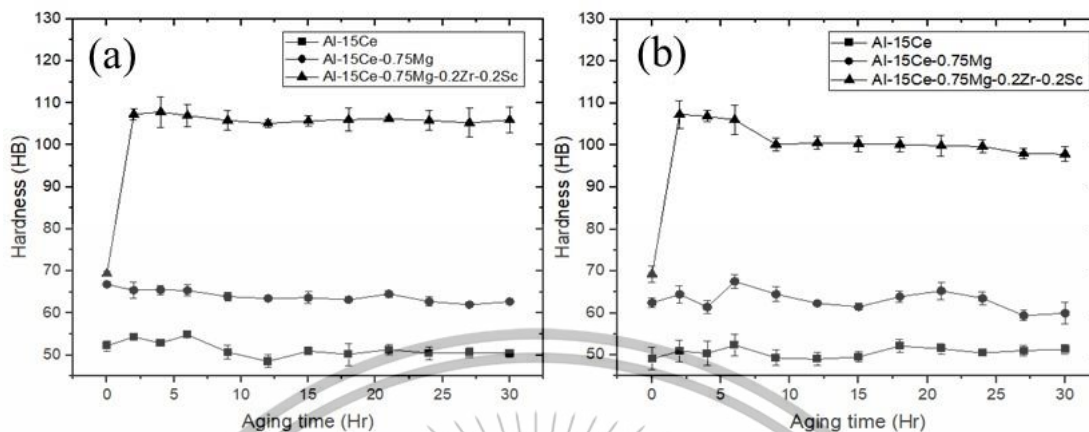 (a)
Al-15Ce
Al-15Ce-0.75Mg
Al-15Ce-0.75Mg-0.2Zr-0.2Sc
Hardness (HB)
130
120
110
100
90
80
70
60
50
0 5 10 15 20 25 30
Aging time (Hr)
(b)
Al-15Ce
Al-15Ce-0.75Mg
Al-15Ce-0.75Mg-0.2Zr-0.2Sc
Hardness (HB)
130
120
110
100
90
80
70
60
50
0 5 10 15 20 25 30
Aging time (Hr)